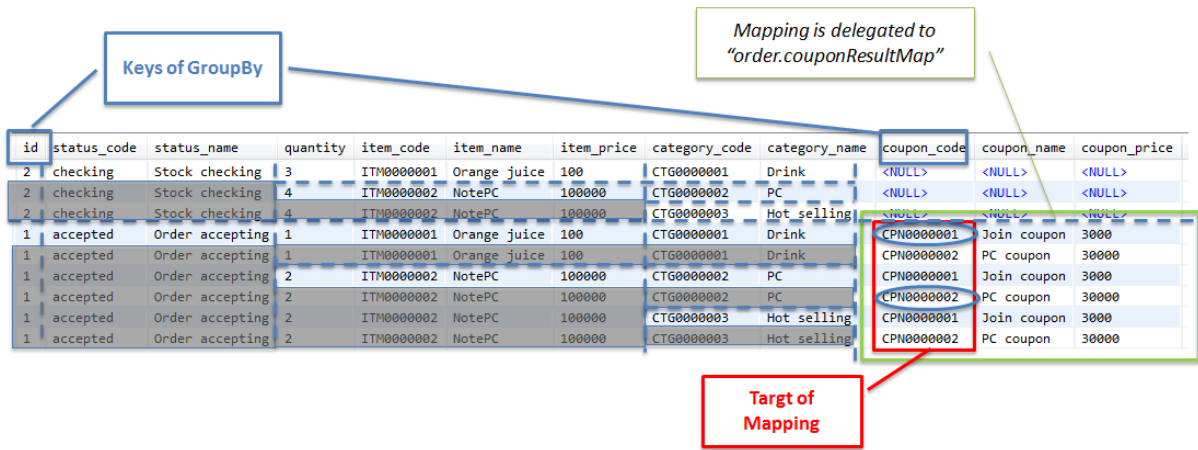 Mapping is delegated to
“order.couponResultMap”
Keys of GroupBy
id status_code status_name quantity item_code item_name item_price category_code category_name coupon_code coupon_name coupon_price
2 checking Stock checking 3 ITM0000001 Orange juice 100 CTG0000001 Drink <NULL> <NULL> <NULL>
2 checking Stock checking 4 ITM0000002 NotePC 100000 CTG0000002 PC <NULL> <NULL> <NULL>
2 checking Stock checking 4 ITM0000002 NotePC 100000 CTG0000003 Hot selling <NULL> <NULL> <NULL>
1 accepted Order accepting 1 ITM0000001 Orange juice 100 CTG0000001 Drink CPN0000001 Join coupon 3000
1 accepted Order accepting 1 ITM0000001 Orange juice 100 CTG0000001 Drink CPN0000002 PC coupon 30000
1 accepted Order accepting 2 ITM0000002 NotePC 100000 CTG0000002 PC CPN0000001 Join coupon 3000
1 accepted Order accepting 2 ITM0000002 NotePC 100000 CTG0000002 PC CPN0000002 PC coupon 30000
1 accepted Order accepting 2 ITM0000002 NotePC 100000 CTG0000003 Hot selling CPN0000001 Join coupon 3000
1 accepted Order accepting 2 ITM0000002 NotePC 100000 CTG0000003 Hot selling CPN0000002 PC coupon 30000
Targt of
Mapping